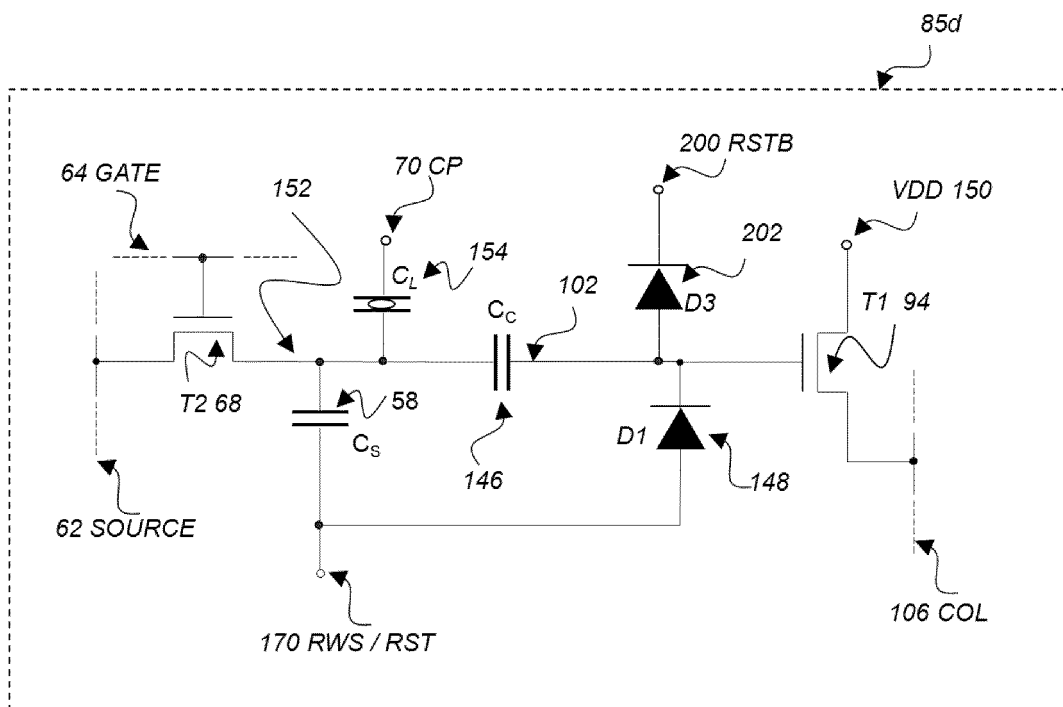 85d
200 RSTB
70 CP
64 GATE
152
VDD 150
154
202
C_L
102
D3
C_C
T1 94
T2 68
58
D1
C_S
146
148
62 SOURCE
106 COL
170 RWS / RST